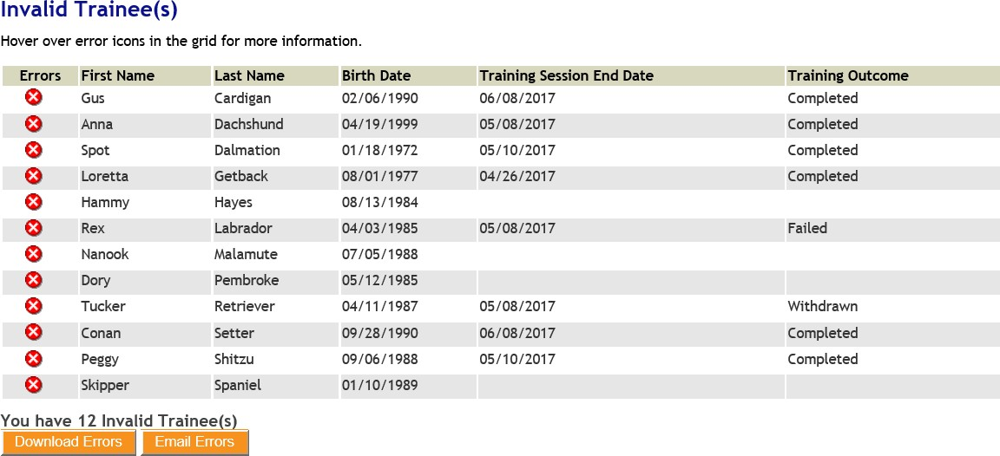 Invalid Trainee(s)
Hover over error icons in the grid for more information.
Errors First Name Last Name Birth Date Training Session End Date Training Outcome
Gus Cardigan 02/06/1990 06/08/2017 Completed
Anna Dachshund 04/19/1999 05/08/2017 Completed
Spot Dalmation 01/18/1972 05/10/2017 Completed
Loretta Getback 08/01/1977 04/26/2017 Completed
Hammy Hayes 08/13/1984
Rex Labrador 04/03/1985 05/08/2017 Failed
Nanook Malamute 07/05/1988
Dory Pembroke 05/12/1985
Tucker Retriever 04/11/1987 05/08/2017 Withdrawn
Conan Setter 09/28/1990 06/08/2017 Completed
Peggy Shitzu 09/06/1988 05/10/2017 Completed
Skipper Spaniel 01/10/1989
You have 12 Invalid Trainee(s)
Download Errors Email Errors